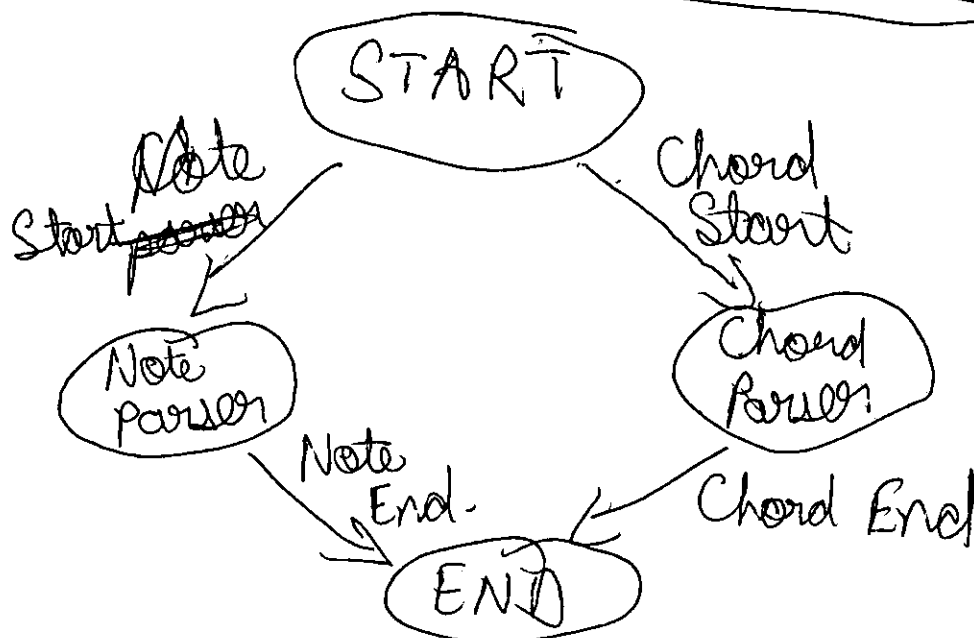 START
Note
Start
Chord
Start
Note
Parser
Chord
Parser
Note
End.
Chord End
END